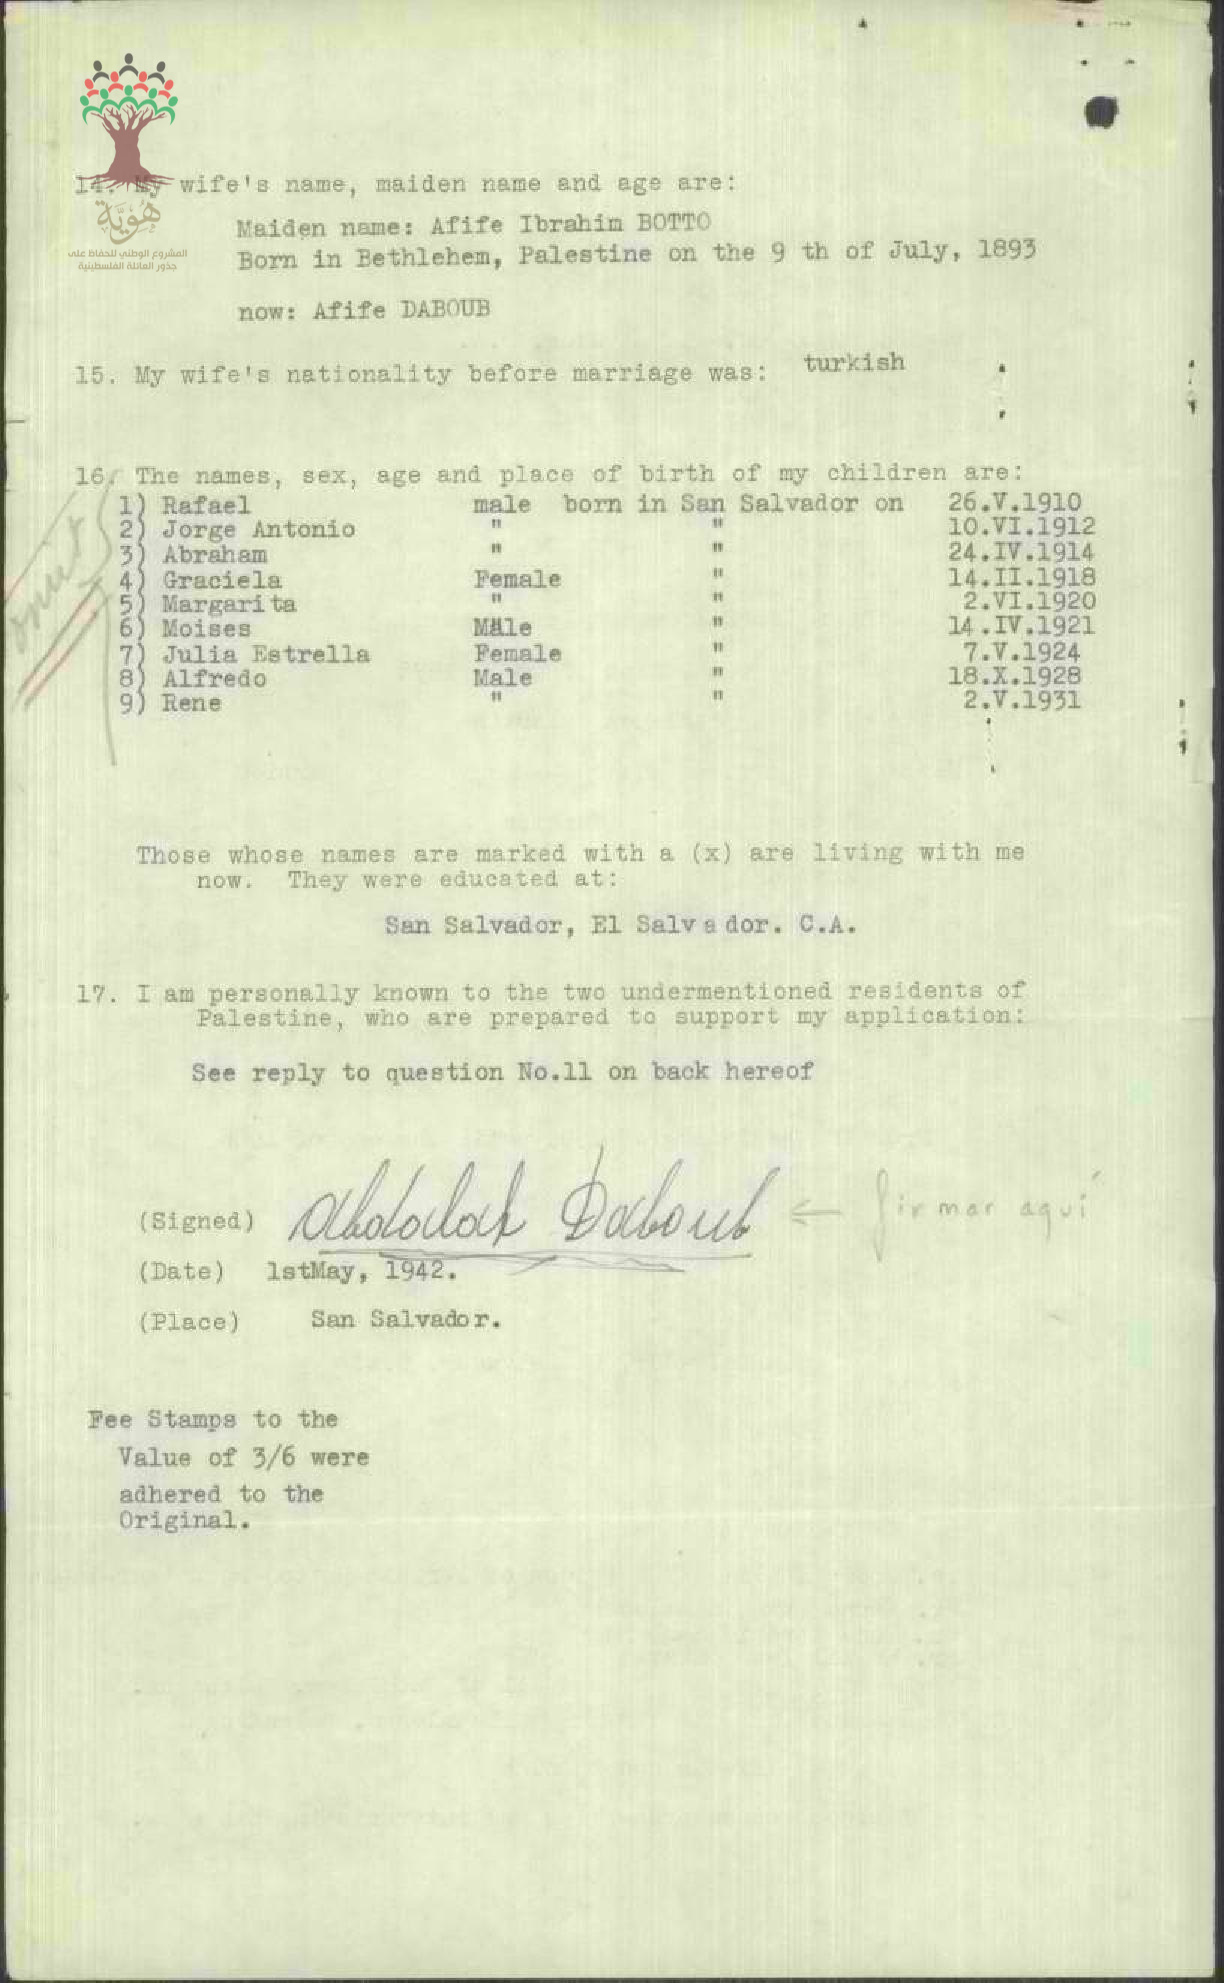 هُوِيَّة
المشروع الوطني للحفاظ على
جذور العائلة الفلسطينية
14. My wife's name, maiden name and age are:
Maiden name: Afife Ibrahim BOTTO
Born in Bethlehem, Palestine on the 9 th of July, 1893
now: Afife DABOUB
15. My wife's nationality before marriage was: turkish
16. The names, sex, age and place of birth of my children are:
1) Rafael male born in San Salvador on 26.V.1910
2) Jorge Antonio " " 10.VI.1912
3) Abraham " " 24.IV.1914
4) Graciela Female " 14.II.1918
5) Margarita " " 2.VI.1920
6) Moises Male " 14.IV.1921
7) Julia Estrella Female " 7.V.1924
8) Alfredo Male " 18.X.1928
9) Rene " " 2.V.1931
omit
Those whose names are marked with a (x) are living with me
now. They were educated at:
San Salvador, El Salvador. C.A.
17. I am personally known to the two undermentioned residents of
Palestine, who are prepared to support my application:
See reply to question No.11 on back hereof
(Signed) Abdalah Daboub ← firmar aquí
(Date) 1stMay, 1942.
(Place) San Salvador.
Fee Stamps to the
Value of 3/6 were
adhered to the
Original.